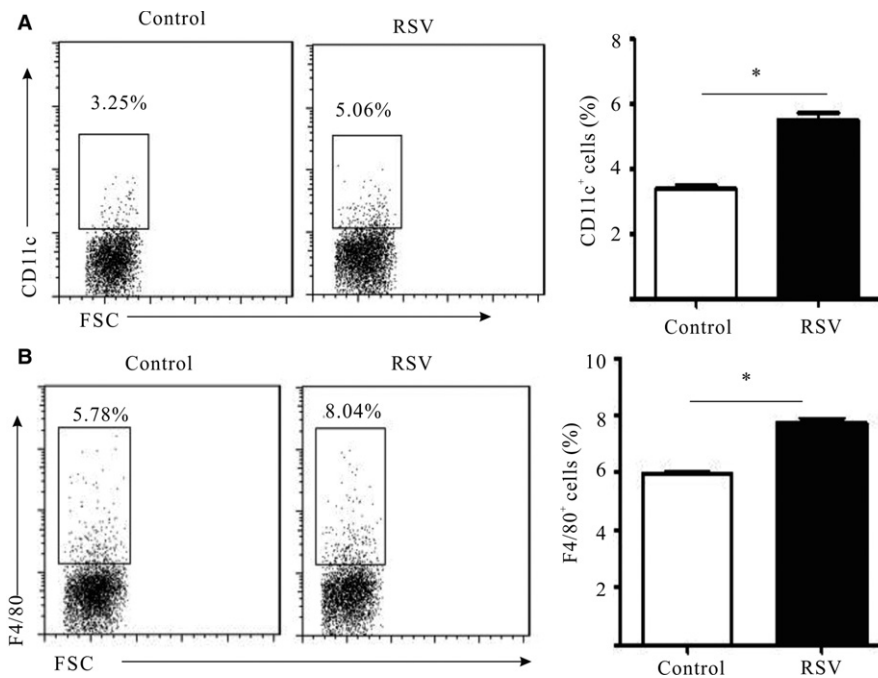 A
Control
RSV
3.25%
5.06%
CD11c
FSC
CD11c⁺ cells (%)
8
6
4
2
*
Control
RSV
B
Control
RSV
5.78%
8.04%
F4/80
FSC
F4/80⁺ cells (%)
10
8
6
4
2
*
Control
RSV